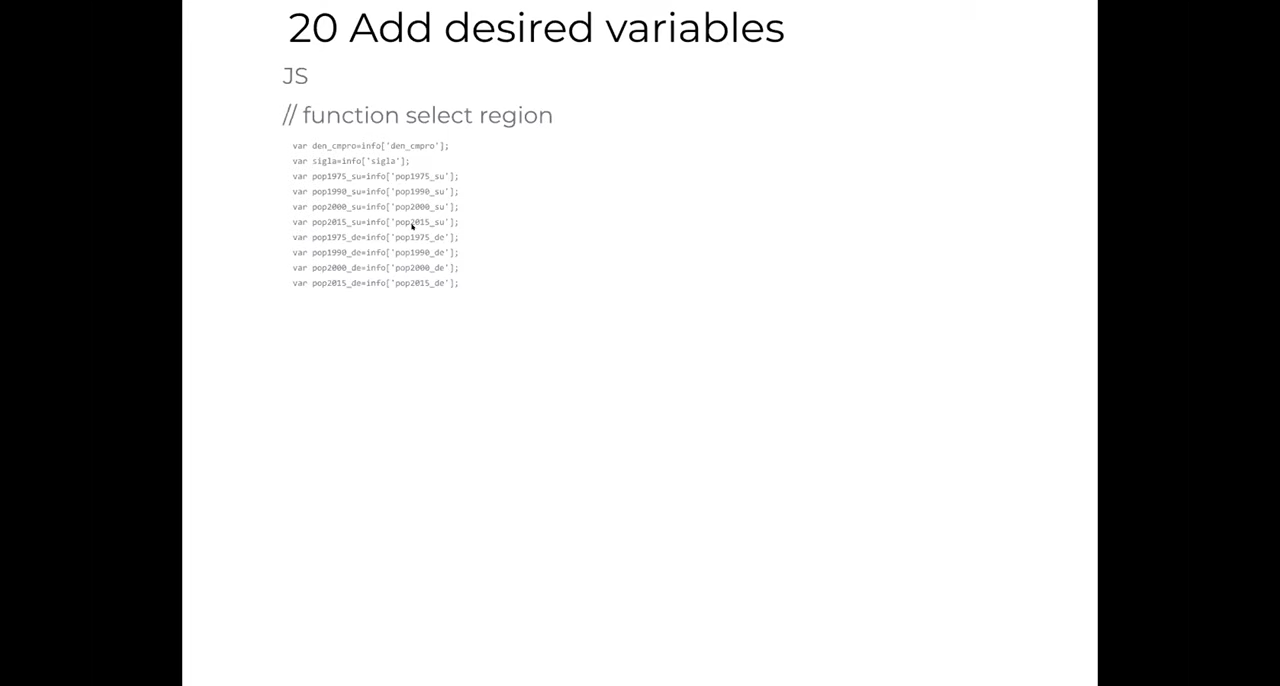 20 Add desired variables
JS
// function select region
var den_cmpro=info['den_cmpro'];
var sigla=info['sigla'];
var pop1975_su=info['pop1975_su'];
var pop1990_su=info['pop1990_su'];
var pop2000_su=info['pop2000_su'];
var pop2015_su=info['pop2015_su'];
var pop1975_de=info['pop1975_de'];
var pop1990_de=info['pop1990_de'];
var pop2000_de=info['pop2000_de'];
var pop2015_de=info['pop2015_de'];